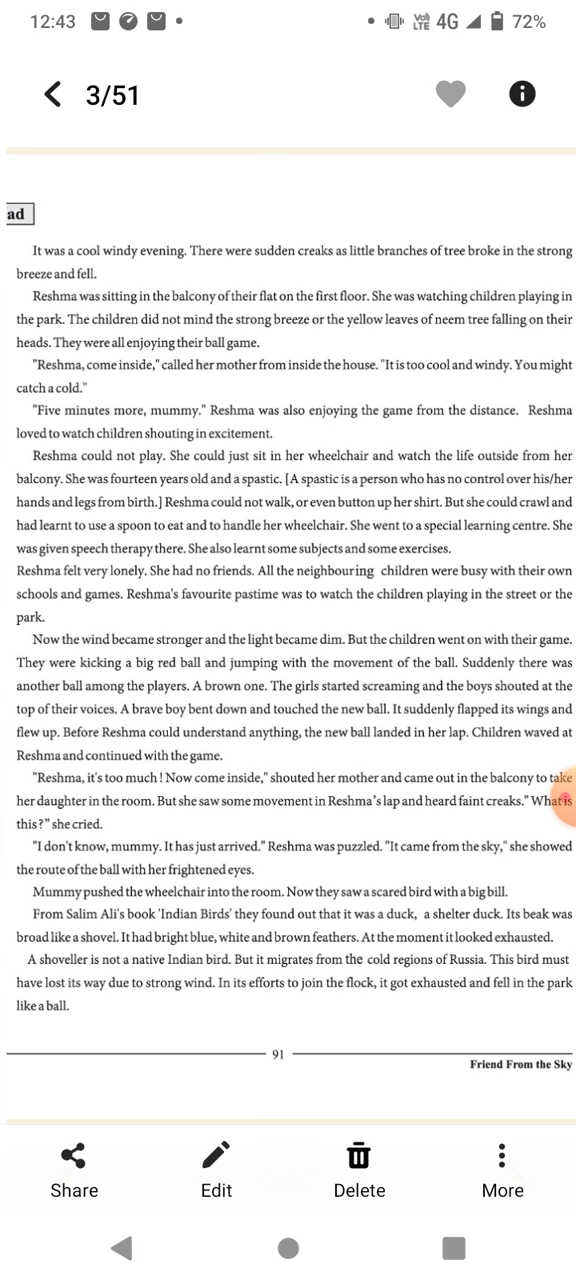 12:43 Vol LTE 4G 72%
3/51
ad
It was a cool windy evening. There were sudden creaks as little branches of tree broke in the strong
breeze and fell.
Reshma was sitting in the balcony of their flat on the first floor. She was watching children playing in
the park. The children did not mind the strong breeze or the yellow leaves of neem tree falling on their
heads. They were all enjoying their ball game.
"Reshma, come inside," called her mother from inside the house. "It is too cool and windy. You might
catch a cold."
"Five minutes more, mummy." Reshma was also enjoying the game from the distance. Reshma
loved to watch children shouting in excitement.
Reshma could not play. She could just sit in her wheelchair and watch the life outside from her
balcony. She was fourteen years old and a spastic. [A spastic is a person who has no control over his/her
hands and legs from birth.] Reshma could not walk, or even button up her shirt. But she could crawl and
had learnt to use a spoon to eat and to handle her wheelchair. She went to a special learning centre. She
was given speech therapy there. She also learnt some subjects and some exercises.
Reshma felt very lonely. She had no friends. All the neighbouring children were busy with their own
schools and games. Reshma's favourite pastime was to watch the children playing in the street or the
park.
Now the wind became stronger and the light became dim. But the children went on with their game.
They were kicking a big red ball and jumping with the movement of the ball. Suddenly there was
another ball among the players. A brown one. The girls started screaming and the boys shouted at the
top of their voices. A brave boy bent down and touched the new ball. It suddenly flapped its wings and
flew up. Before Reshma could understand anything, the new ball landed in her lap. Children waved at
Reshma and continued with the game.
"Reshma, it's too much ! Now come inside," shouted her mother and came out in the balcony to take
her daughter in the room. But she saw some movement in Reshma's lap and heard faint creaks." What is
this?" she cried.
"I don't know, mummy. It has just arrived." Reshma was puzzled. "It came from the sky," she showed
the route of the ball with her frightened eyes.
Mummy pushed the wheelchair into the room. Now they saw a scared bird with a big bill.
From Salim Ali's book 'Indian Birds' they found out that it was a duck, a shelter duck. Its beak was
broad like a shovel. It had bright blue, white and brown feathers. At the moment it looked exhausted.
A shoveller is not a native Indian bird. But it migrates from the cold regions of Russia. This bird must
have lost its way due to strong wind. In its efforts to join the flock, it got exhausted and fell in the park
like a ball.
91
Friend From the Sky
Share Edit Delete More